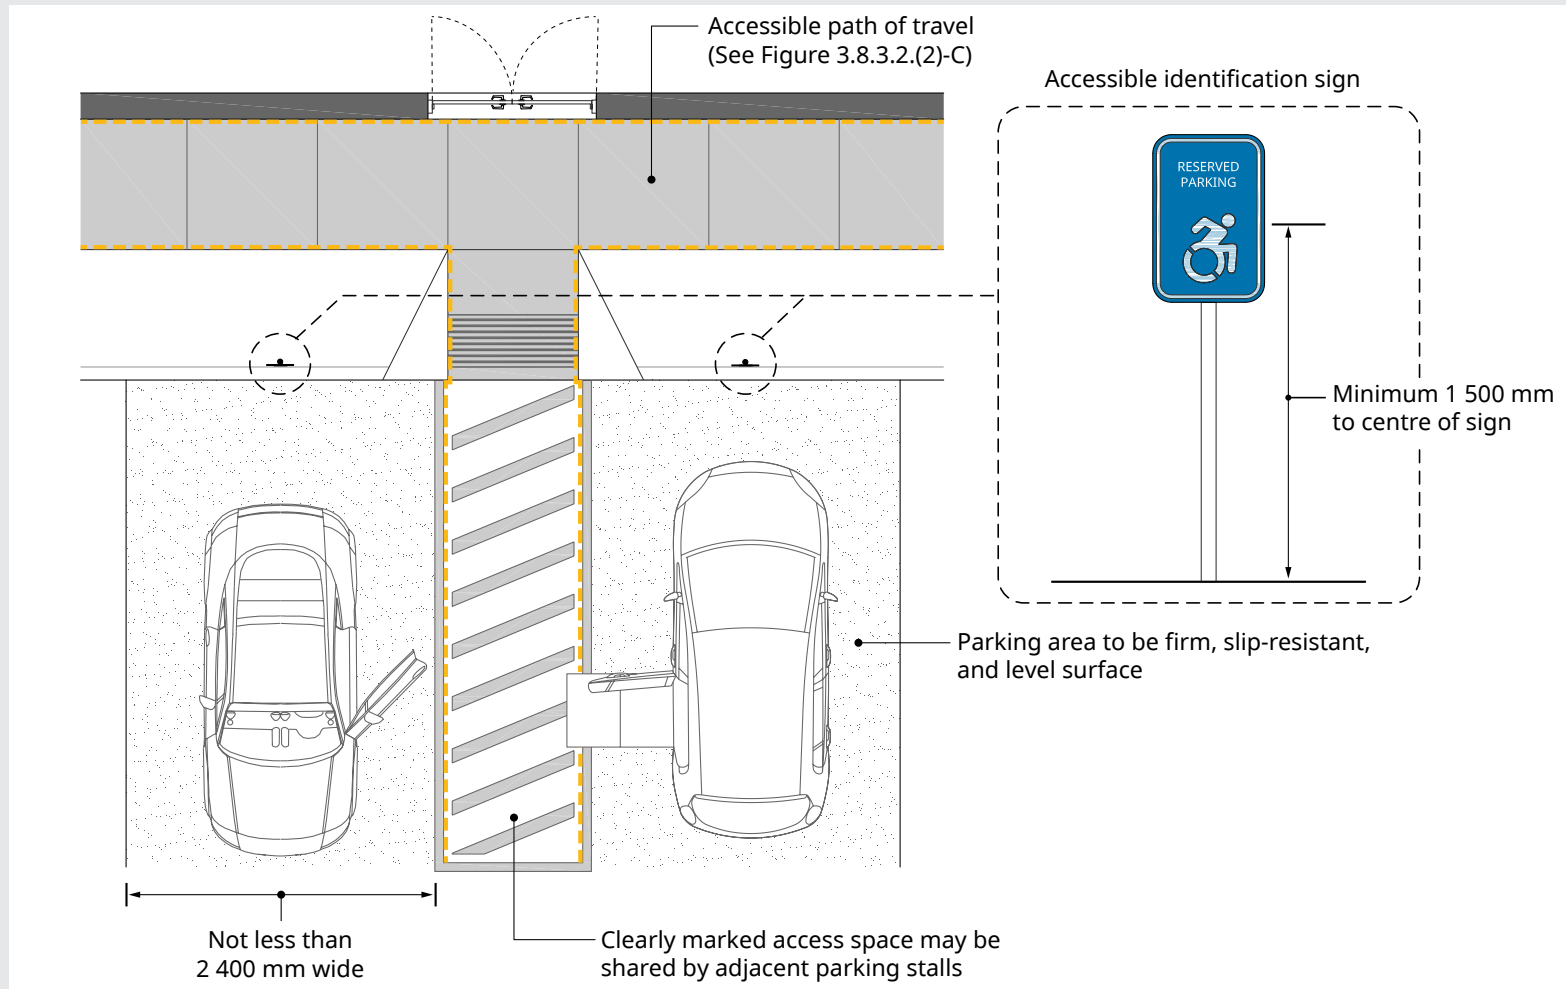 Accessible path of travel
(See Figure 3.8.3.2.(2)-C)
Accessible identification sign
RESERVED
PARKING
Minimum 1 500 mm
to centre of sign
Parking area to be firm, slip-resistant,
and level surface
Not less than
2 400 mm wide
Clearly marked access space may be
shared by adjacent parking stalls